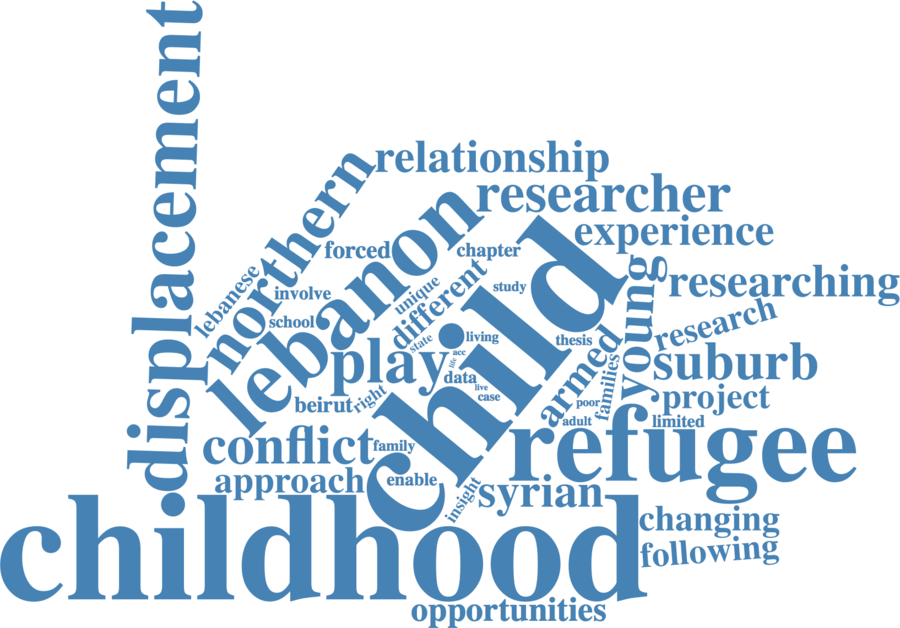 displacement
relationship
researcher
northern
lebanon
experience
forced
chapter
lebanese
involve
unique
different
study
child
young
researching
school
state
living
thesis
research
play
acc
life
data
live
case
armed
families
suburb
beirut
right
poor
project
adult
limited
conflict
family
refugee
approach
enable
insight
syrian
childhood
changing
following
opportunities